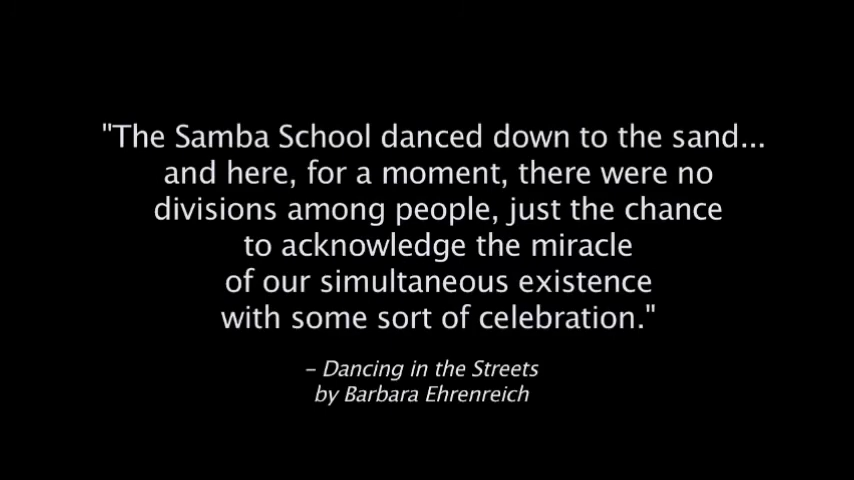 "The Samba School danced down to the sand...
and here, for a moment, there were no
divisions among people, just the chance
to acknowledge the miracle
of our simultaneous existence
with some sort of celebration."
– Dancing in the Streets
by Barbara Ehrenreich